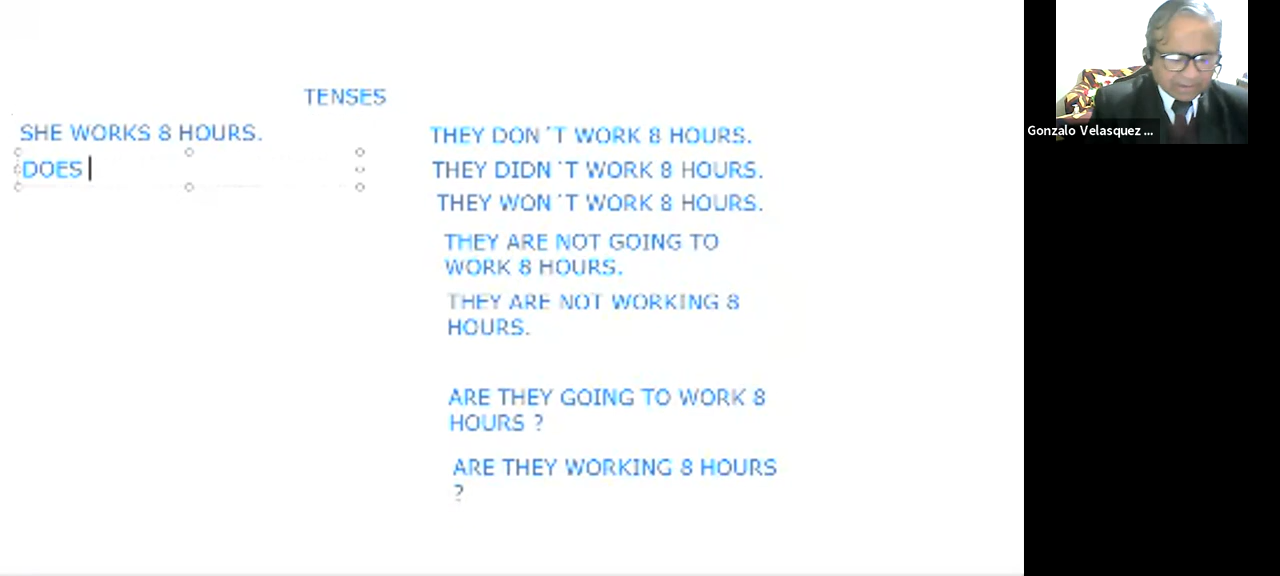 TENSES
SHE WORKS 8 HOURS.
DOES
THEY DON´T WORK 8 HOURS.
THEY DIDN´T WORK 8 HOURS.
THEY WON´T WORK 8 HOURS.
THEY ARE NOT GOING TO
WORK 8 HOURS.
THEY ARE NOT WORKING 8
HOURS.
ARE THEY GOING TO WORK 8
HOURS ?
ARE THEY WORKING 8 HOURS
?
Gonzalo Velasquez ...